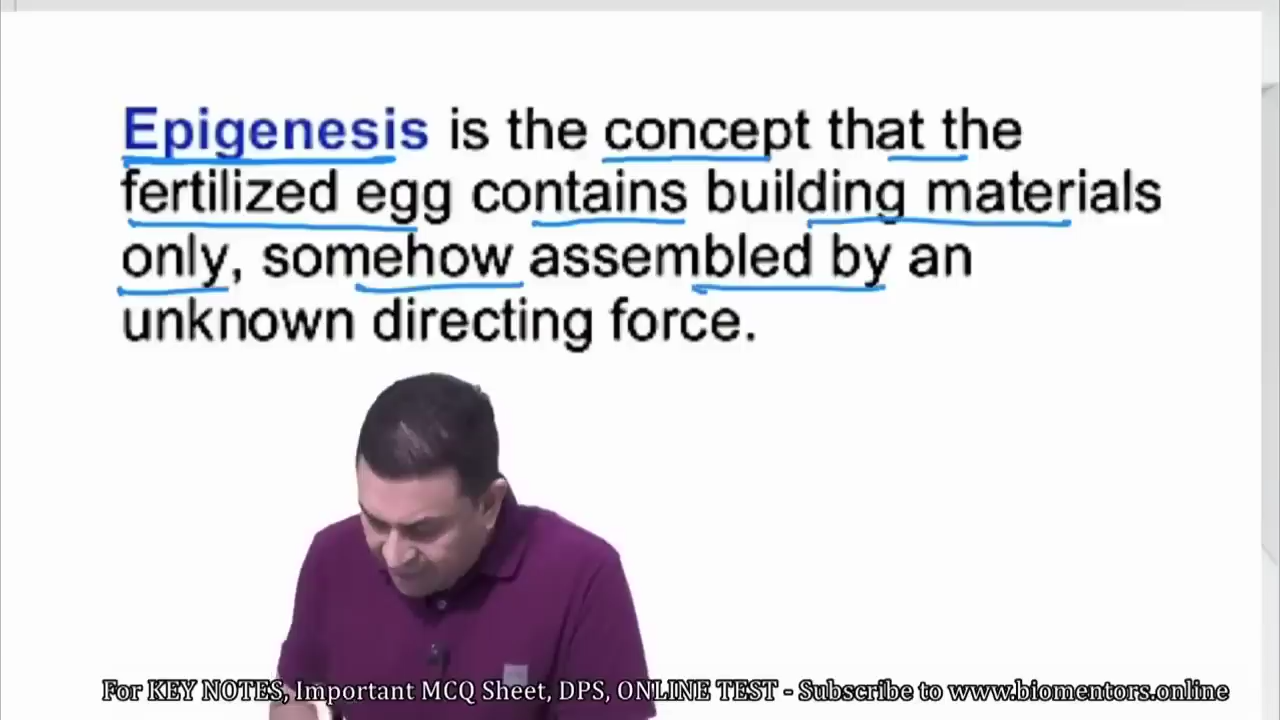 Epigenesis is the concept that the
fertilized egg contains building materials
only, somehow assembled by an
unknown directing force.
For KEY NOTES, Important MCQ Sheet, DPS, ONLINE TEST - Subscribe to www.biomentors.online